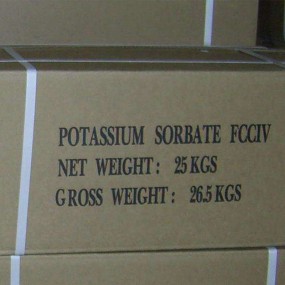 POTASSIUM SORBATE FCCIV
NET WEIGHT: 25 KGS
GROSS WEIGHT: 26.5 KGS